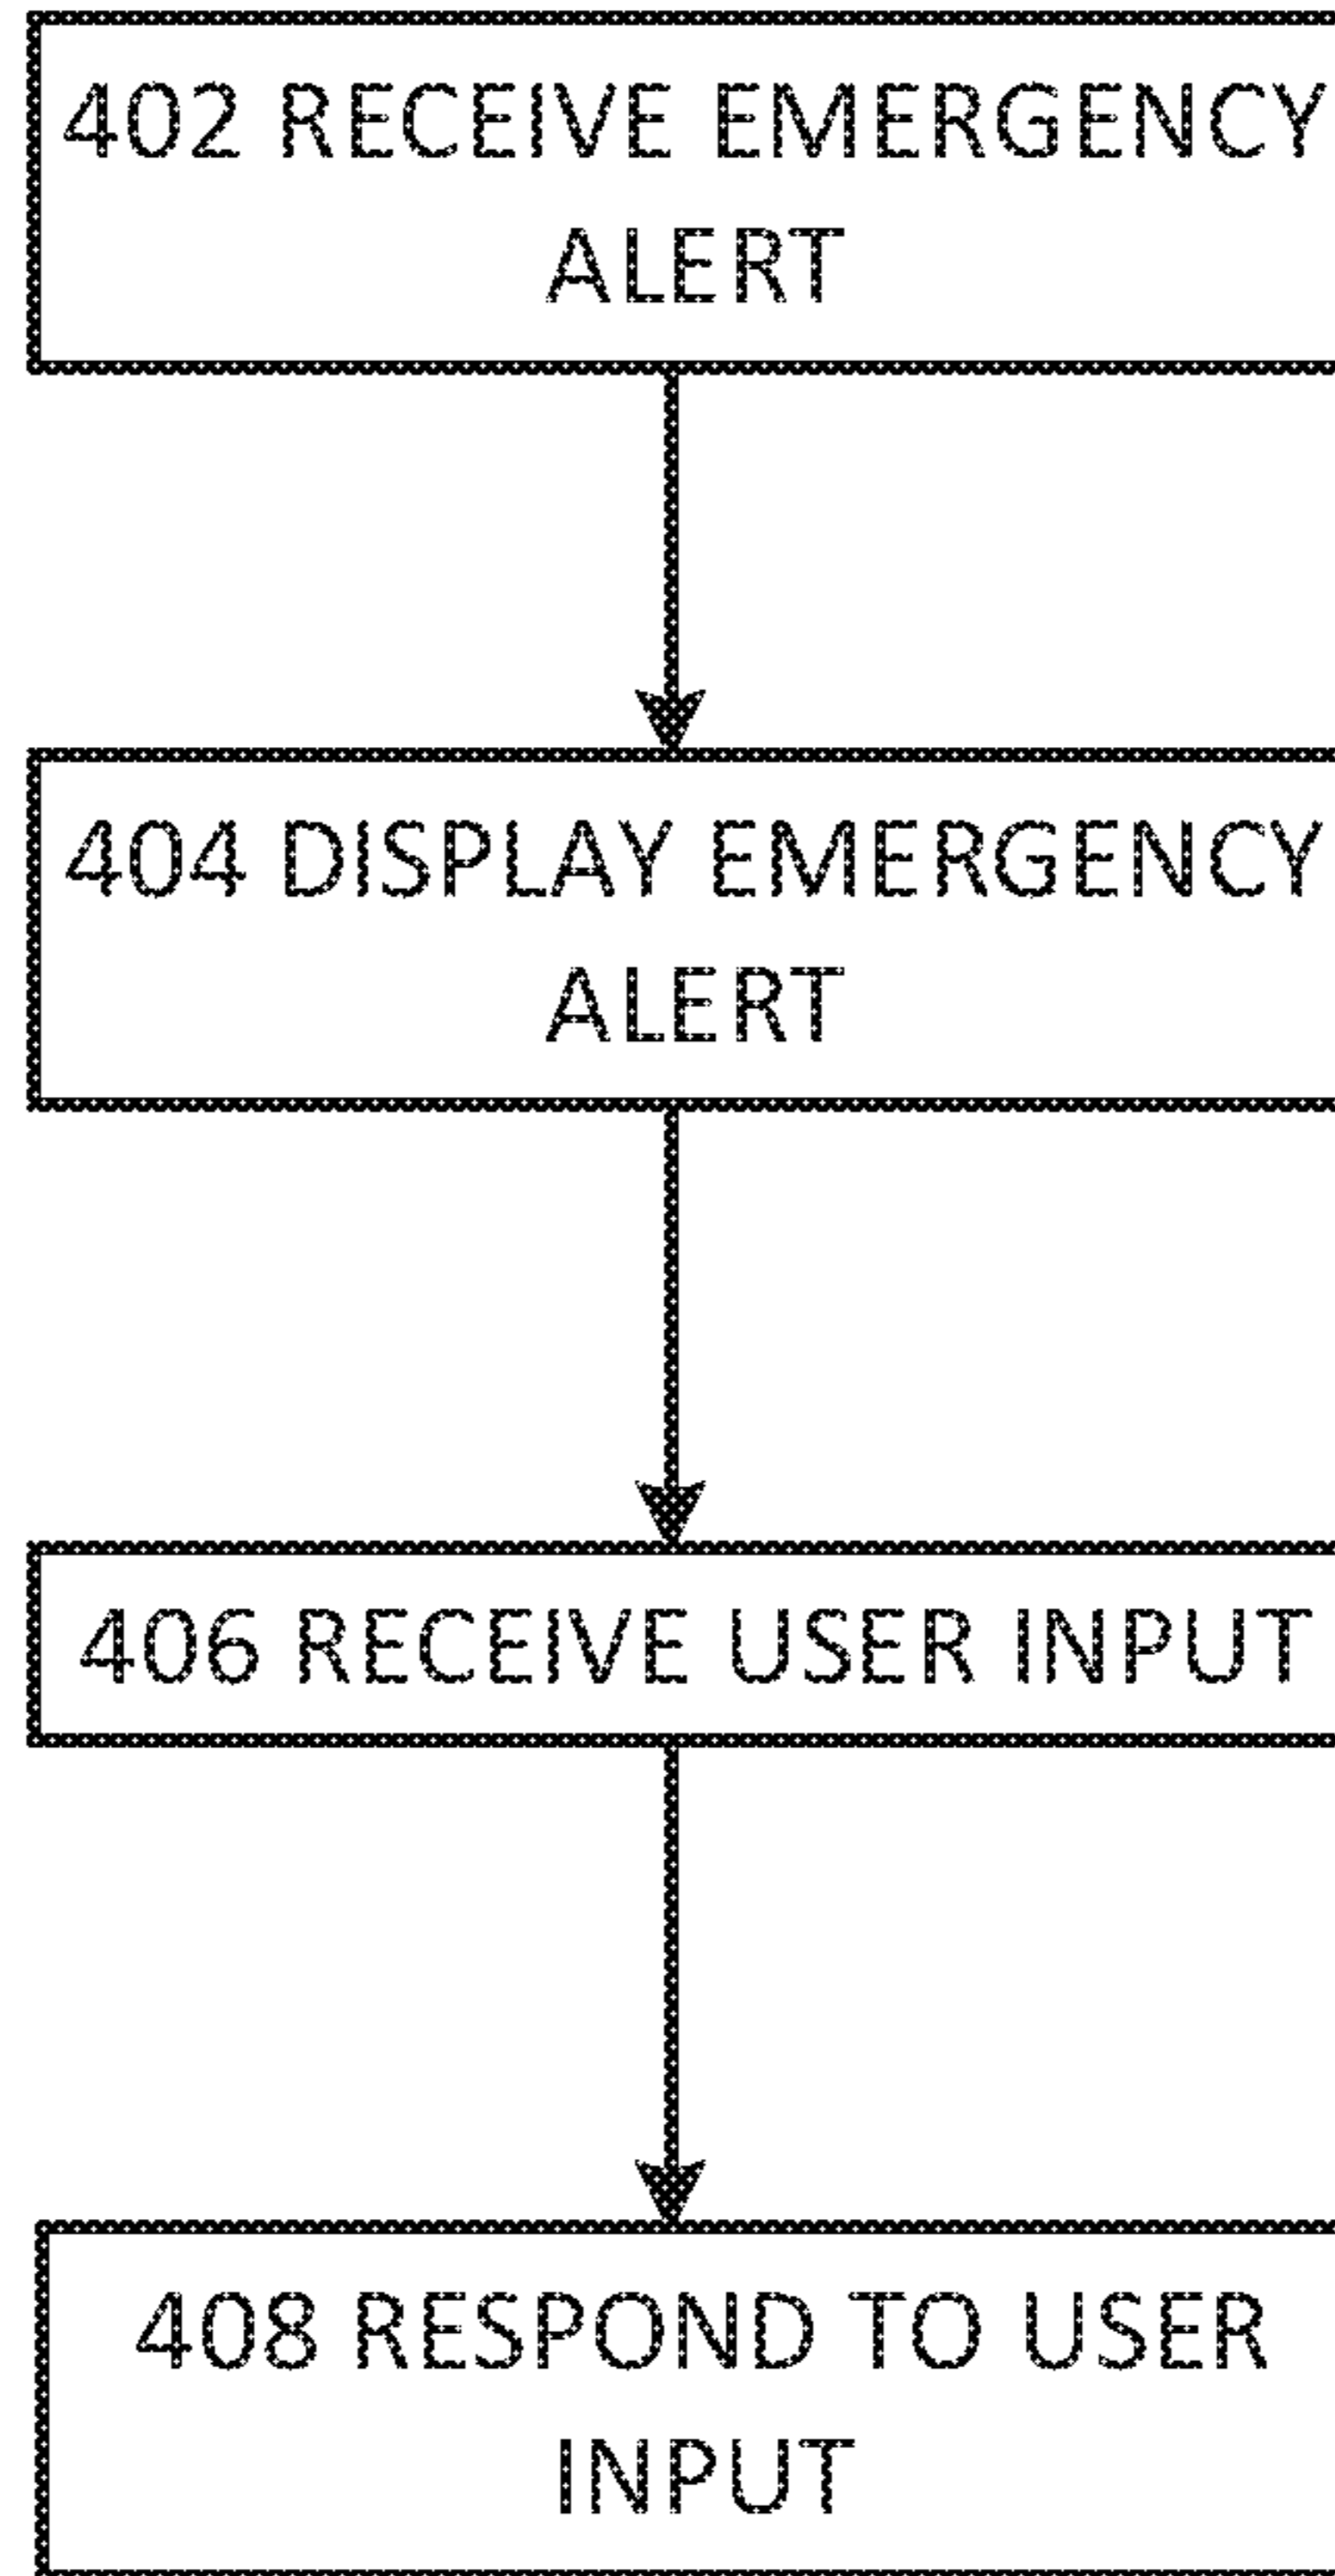 402 RECEIVE EMERGENCY
ALERT
404 DISPLAY EMERGENCY
ALERT
406 RECEIVE USER INPUT
408 RESPOND TO USER
INPUT